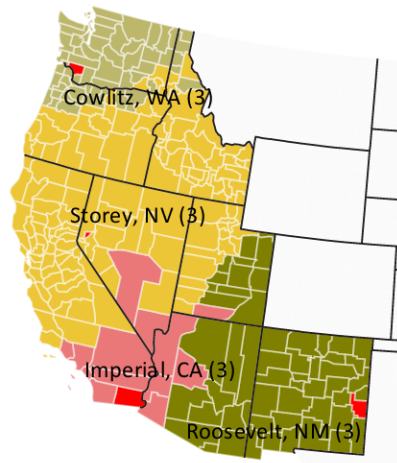 Cowlitz, WA (3)
Storey, NV (3)
Imperial, CA (3)
Roosevelt, NM (3)